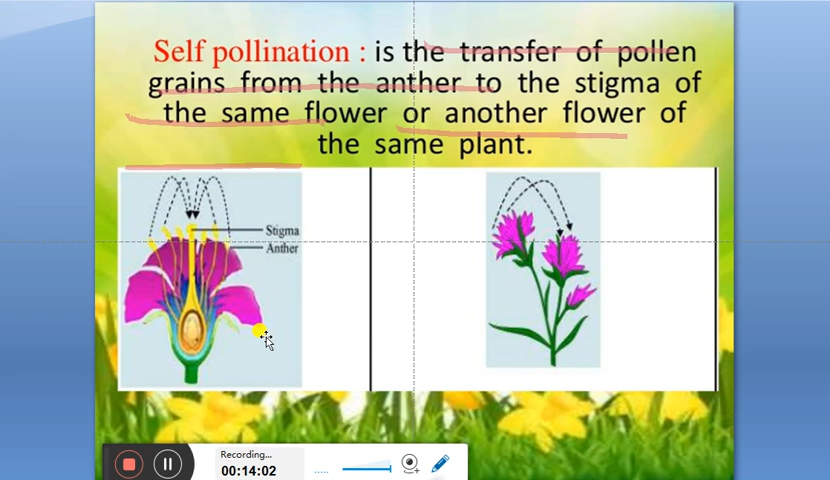 Self pollination : is the transfer of pollen
grains from the anther to the stigma of
the same flower or another flower of
the same plant.
Stigma
Anther
Recording...
00:14:02